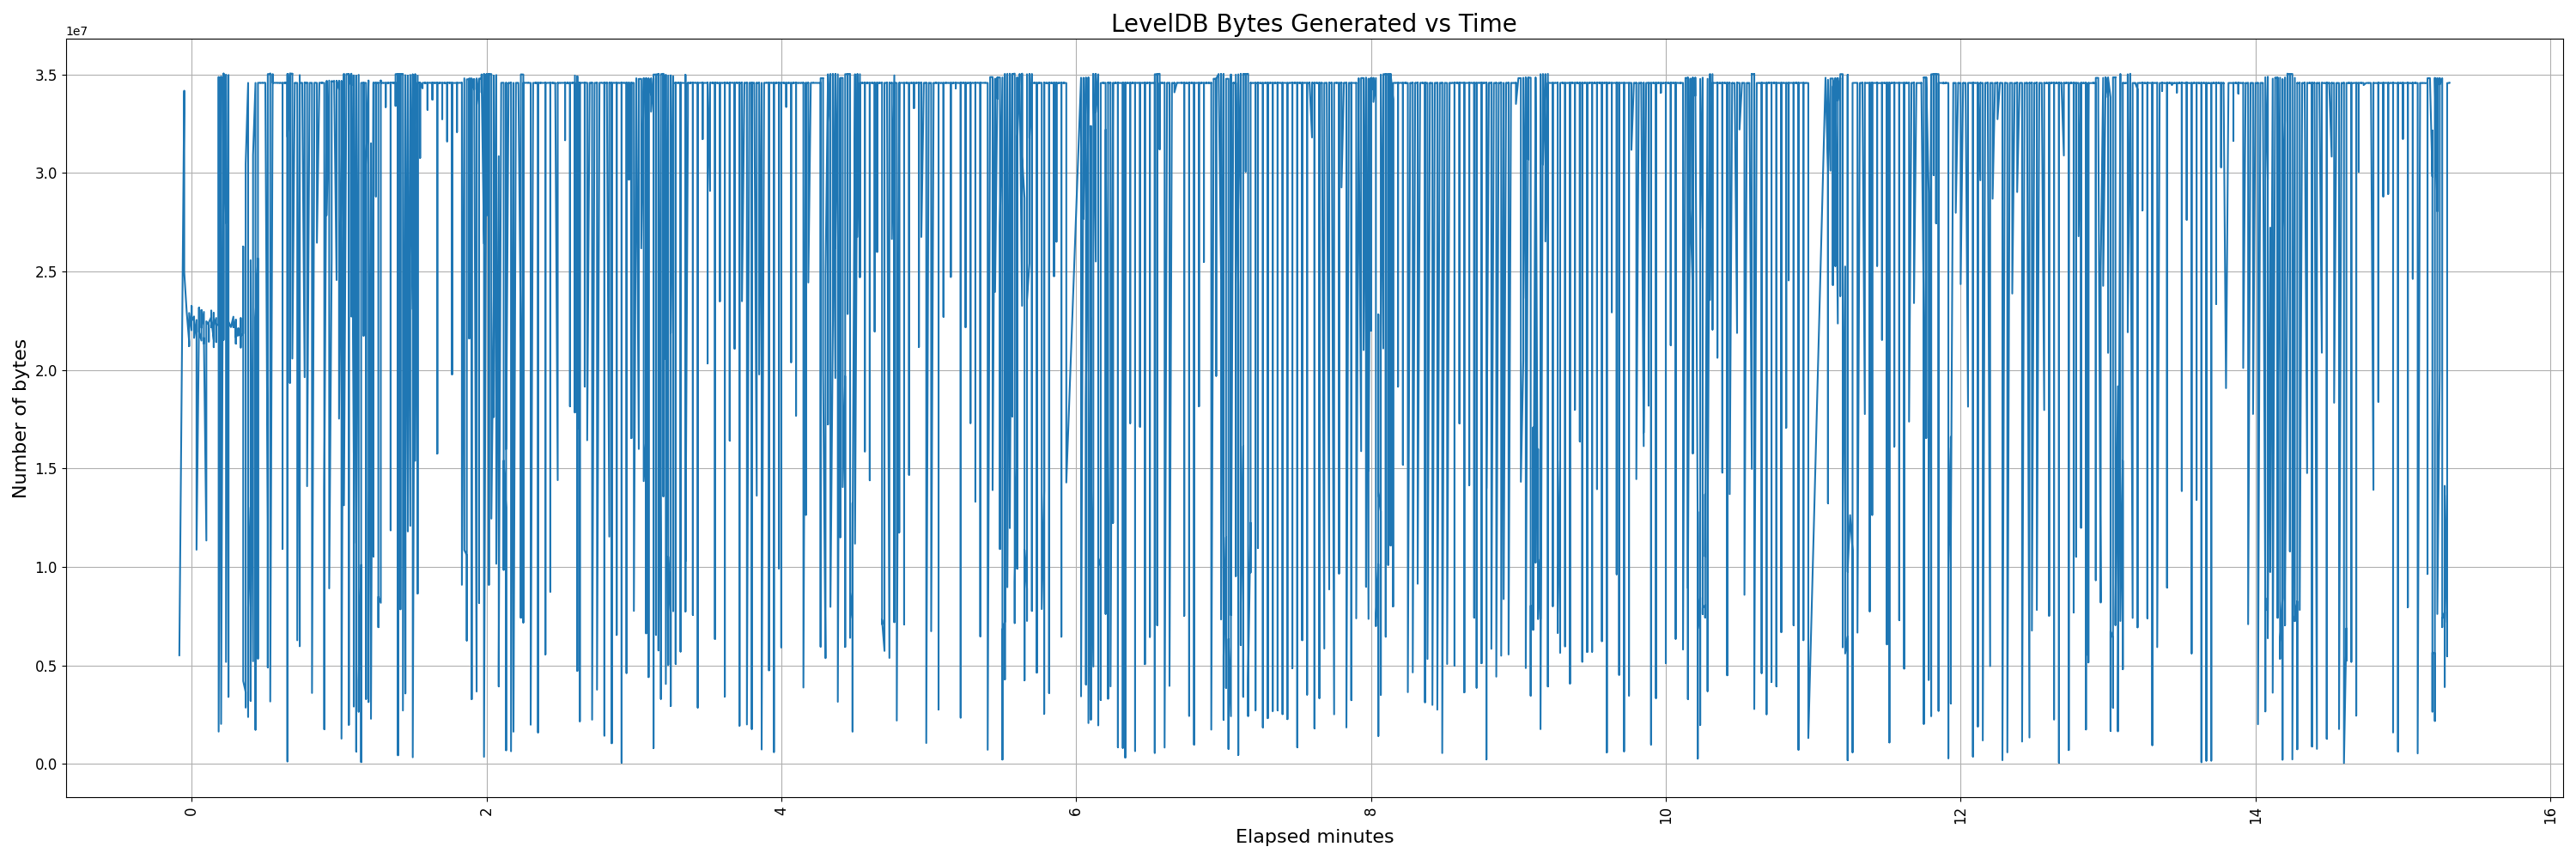 LevelDB Bytes Generated vs Time
1e7
3.5
3.0
2.5
2.0
1.5
1.0
0.5
0.0
Number of bytes
0 2 4 6 8 10 12 14 16
Elapsed minutes